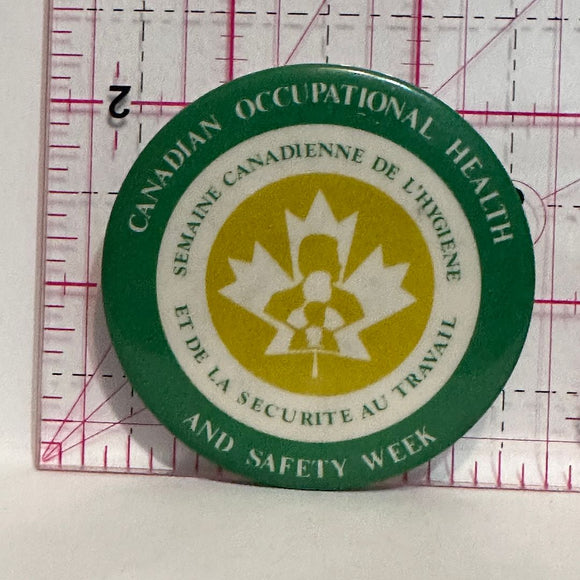 2
CANADIAN OCCUPATIONAL HEALTH
AND SAFETY WEEK
SEMAINE CANADIENNE DE L'HYGIENE
ET DE LA SECURITE AU TRAVAIL